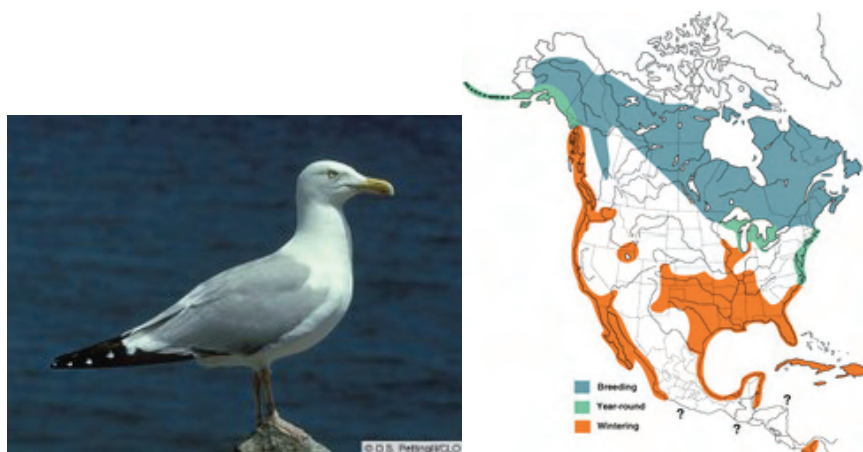 © O.S. Pettingill/CLO
Breeding
Year-round
Wintering
?
?
?